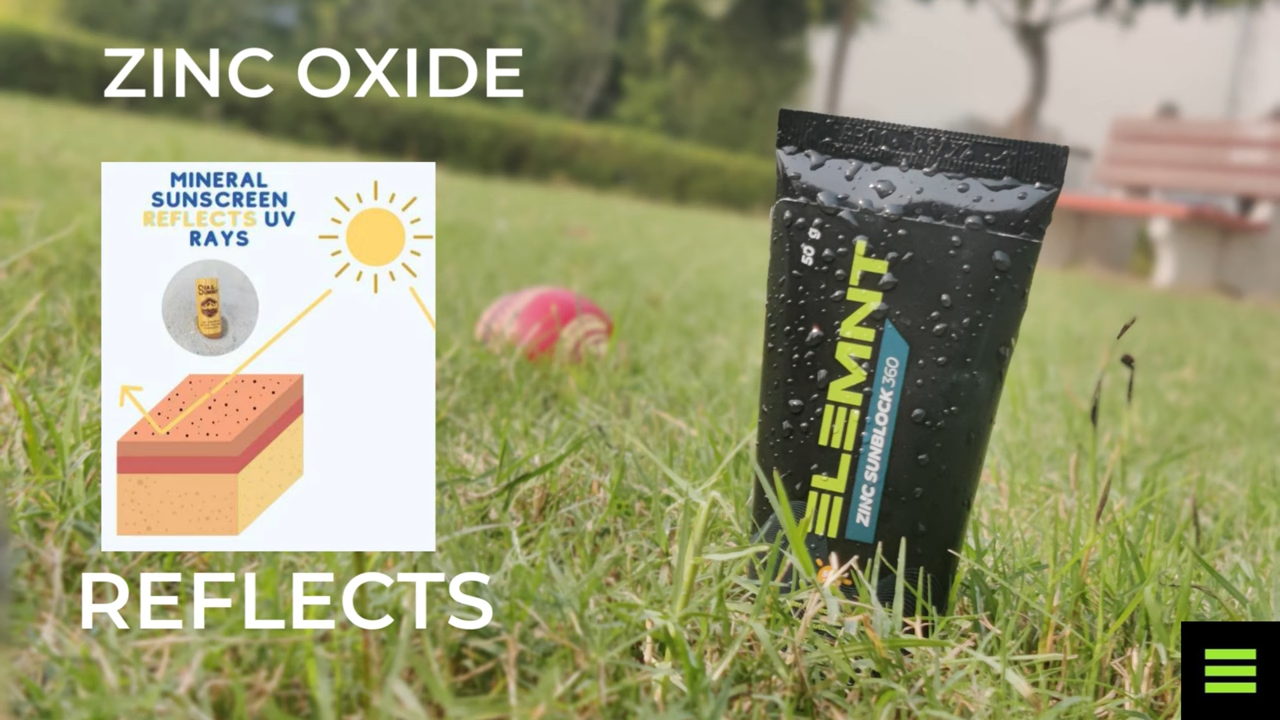 ZINC OXIDE
MINERAL
SUNSCREEN
REFLECTS UV
RAYS
REFLECTS
50 g
ELEMNT
ZINC SUNBLOCK 360